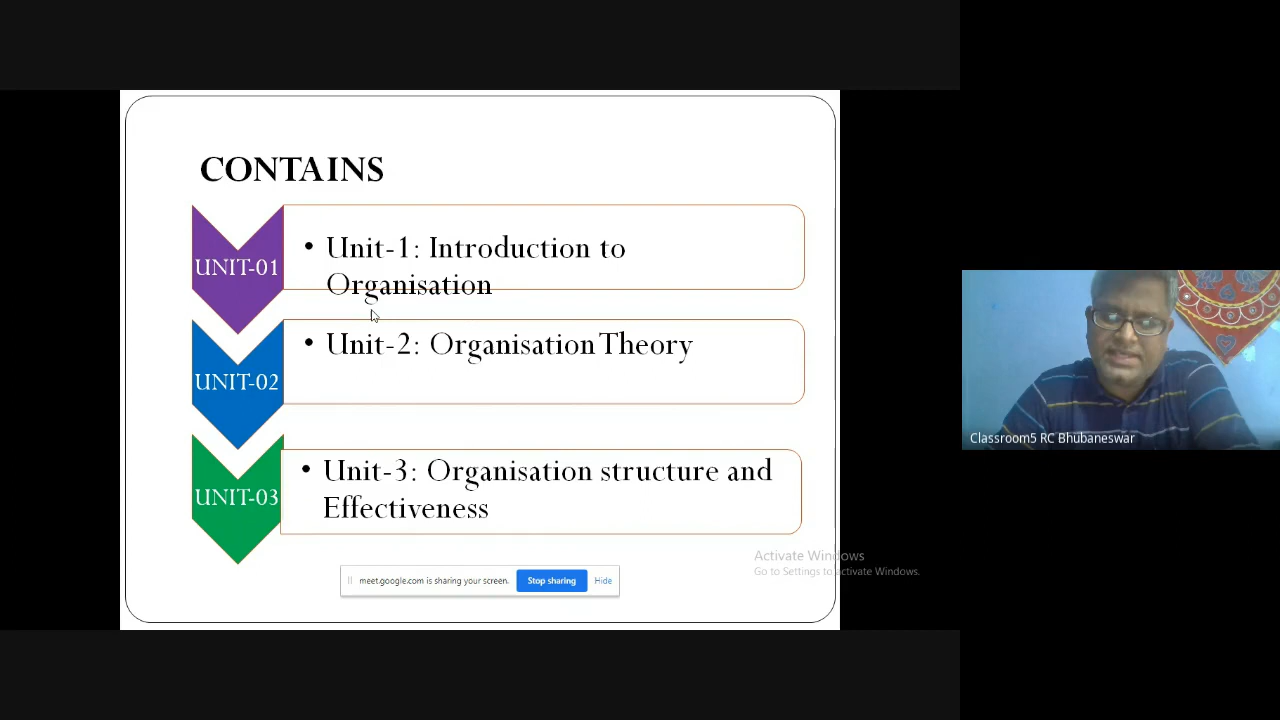 CONTAINS
UNIT-01
• Unit-1: Introduction to
Organisation
UNIT-02
• Unit-2: Organisation Theory
UNIT-03
• Unit-3: Organisation structure and
Effectiveness
Classroom5 RC Bhubaneswar
Activate Windows
Go to Settings to activate Windows.
meet.google.com is sharing your screen.
Stop sharing
Hide